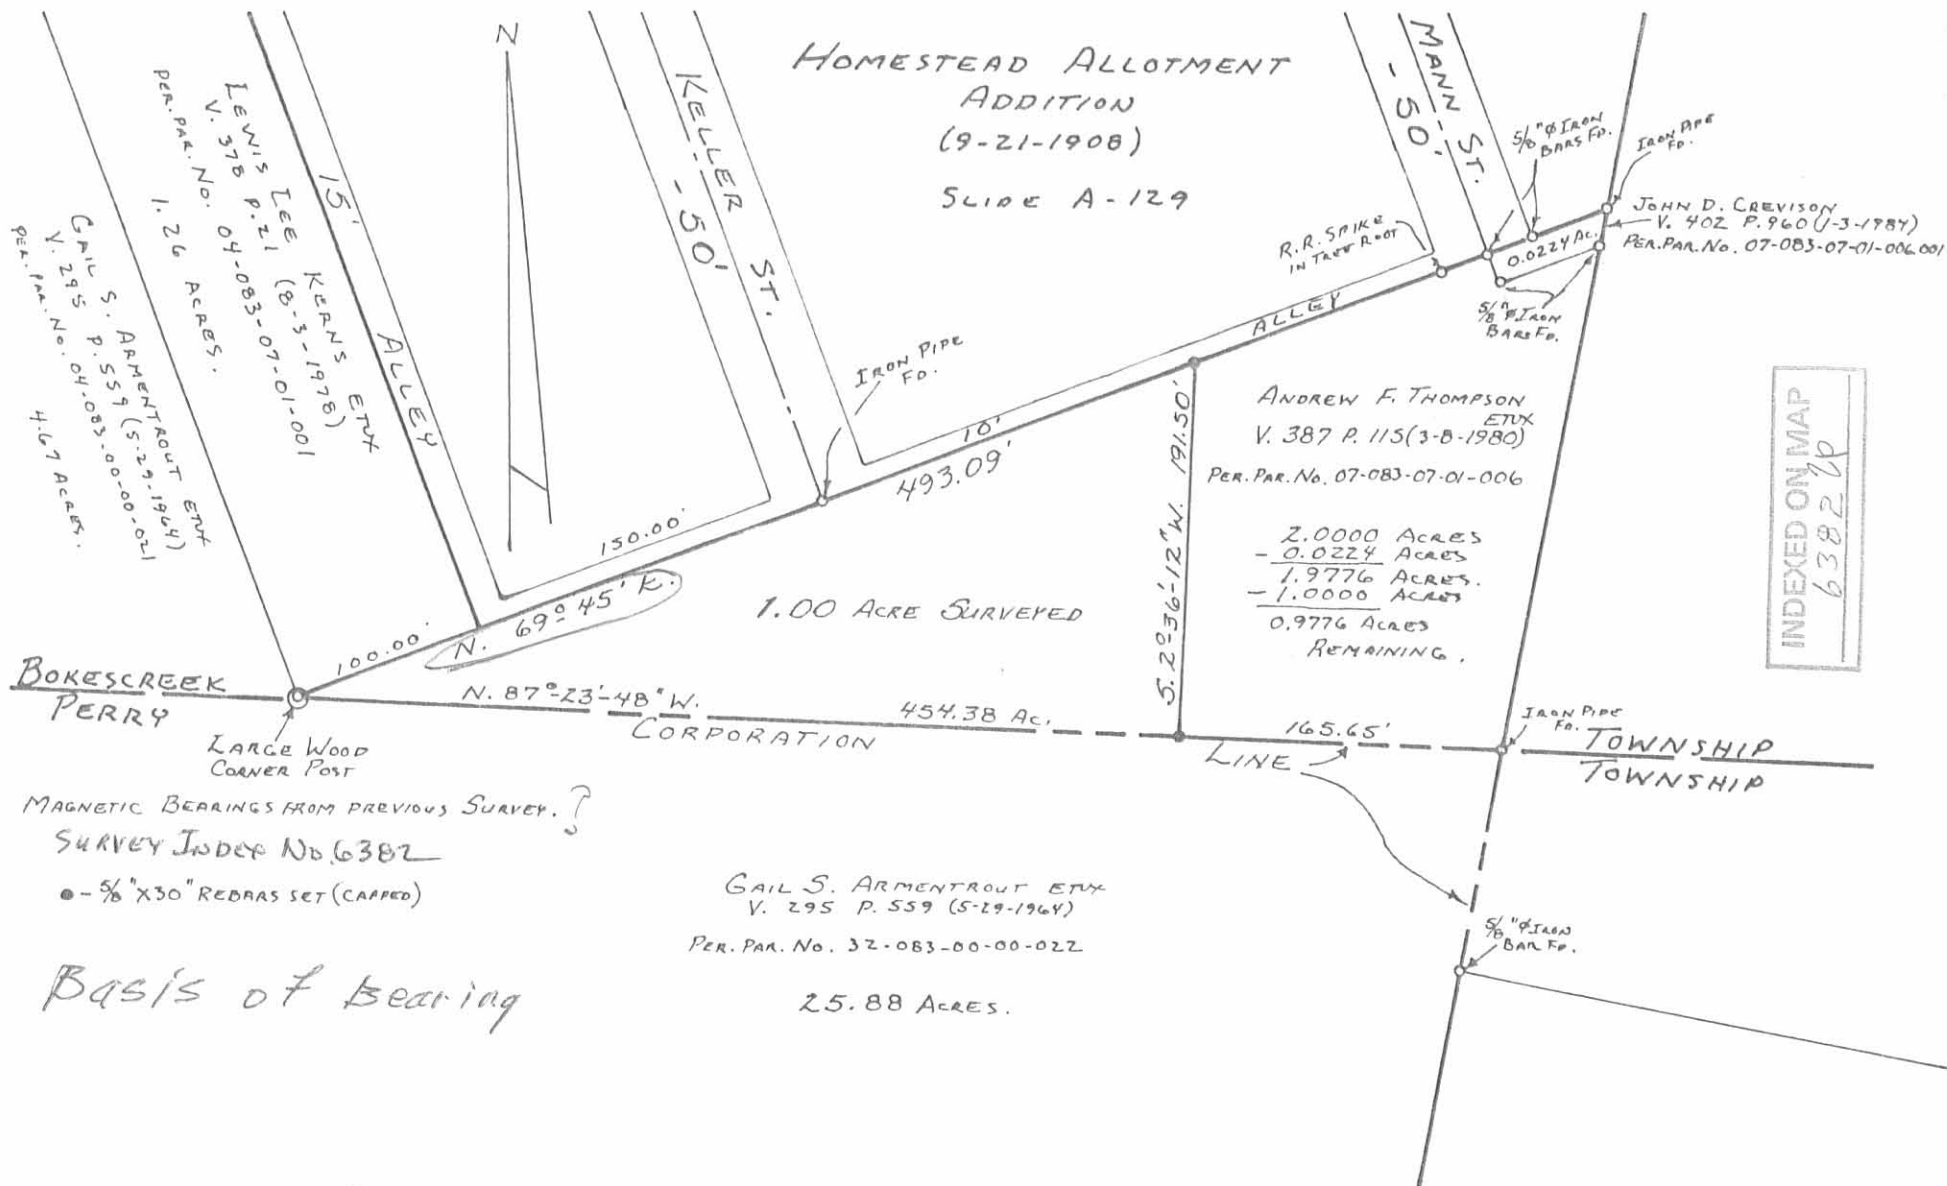 N
HOMESTEAD ALLOTMENT
ADDITION
(9-21-1908)
SLIDE A-129
KELLER ST.
- 50'
MANN ST.
- 50'
5/8"ø IRON
BARS FD.
IRON PIPE
FD.
JOHN D. CREVISON
V. 402 P. 960 (1-3-1984)
PER. PAR. No. 07-083-07-01-006.001
0.0224 Ac.
R.R. SPIKE
IN TREE ROOT
5/8"ø IRON
BARS FD.
LEWIS LEE KERNS ETUX
V. 378 P. 21 (8-3-1978)
PER. PAR. No. 04-083-07-01-001
1.26 ACRES.
GAIL S. ARMENTROUT ETUX
V. 295 P. 559 (5-29-1964)
PER. PAR. No. 04-083-00-00-021
4.67 ACRES.
15'
ALLEY
ALLEY
IRON PIPE
FD.
10'
493.09'
150.00'
100.00'
N. 69°45' E.
1.00 ACRE SURVEYED
S. 2°36'-12" W. 191.50'
ANDREW F. THOMPSON
ETUX
V. 387 P. 115 (3-8-1980)
PER. PAR. No. 07-083-07-01-006
2.0000 ACRES
- 0.0224 ACRES
1.9776 ACRES.
- 1.0000 ACRES
0.9776 ACRES
REMAINING.
INDEXED ON MAP
6382
BOKESCREEK
PERRY
N. 87°-23'-48" W.
454.38 Ac.
CORPORATION
165.65'
LINE
IRON PIPE
FD.
TOWNSHIP
TOWNSHIP
LARGE WOOD
CORNER POST
MAGNETIC BEARINGS FROM PREVIOUS SURVEY. ?
SURVEY INDEX No. 6382
● - 5/8"X30" REBARS SET (CAPPED)
GAIL S. ARMENTROUT ETUX
V. 295 P. 559 (5-29-1964)
PER. PAR. No. 32-083-00-00-022
25.88 ACRES.
5/8"ø IRON
BAR FD.
Basis of Bearing